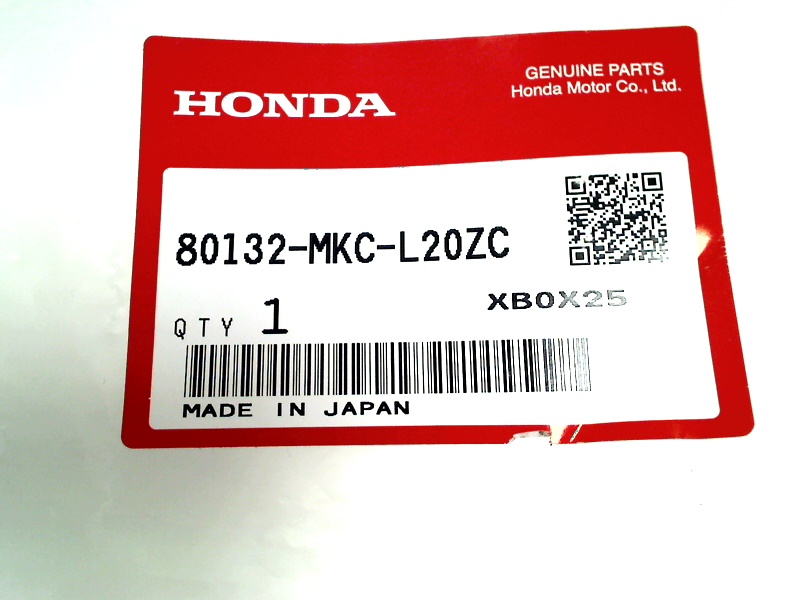 HONDA
GENUINE PARTS
Honda Motor Co., Ltd.
80132-MKC-L20ZC
XB0X25
QTY 1
MADE IN JAPAN